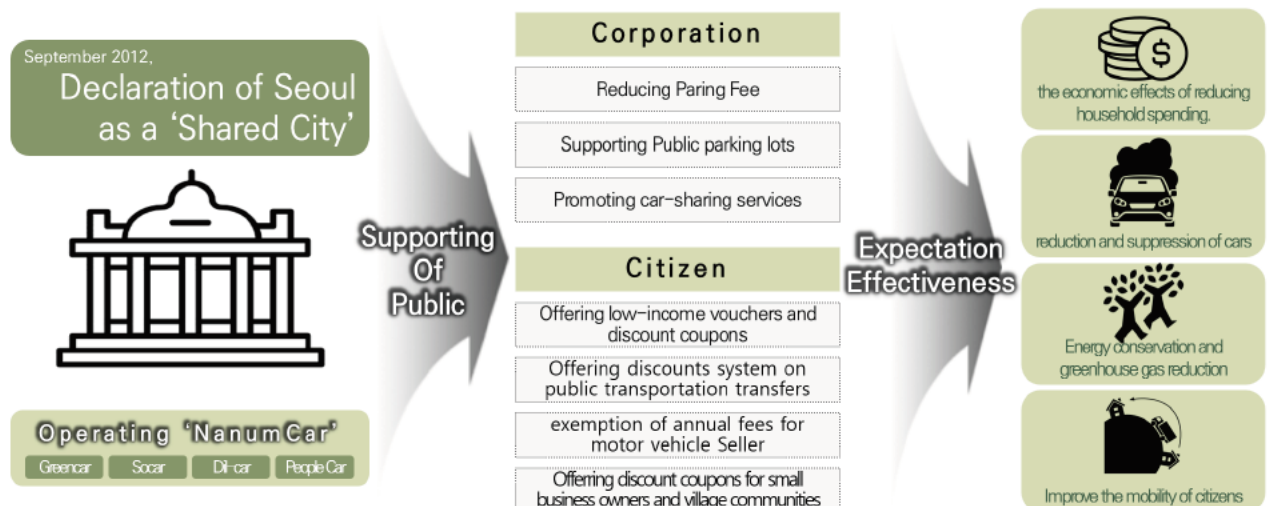 September 2012,
Declaration of Seoul
as a ‘Shared City’
Operating ‘NanumCar’
Greencar
Socar
Dil-car
People Car
Supporting
Of
Public
Corporation
Reducing Paring Fee
Supporting Public parking lots
Promoting car-sharing services
Citizen
Offering low-income vouchers and
discount coupons
Offering discounts system on
public transportation transfers
exemption of annual fees for
motor vehicle Seller
Offerring discount coupons for small
business owners and village communities
Expectation
Effectiveness
$
the economic effects of reducing
household spending.
reduction and suppression of cars
Energy conservation and
greenhouse gas reduction
Improve the mobility of citizens